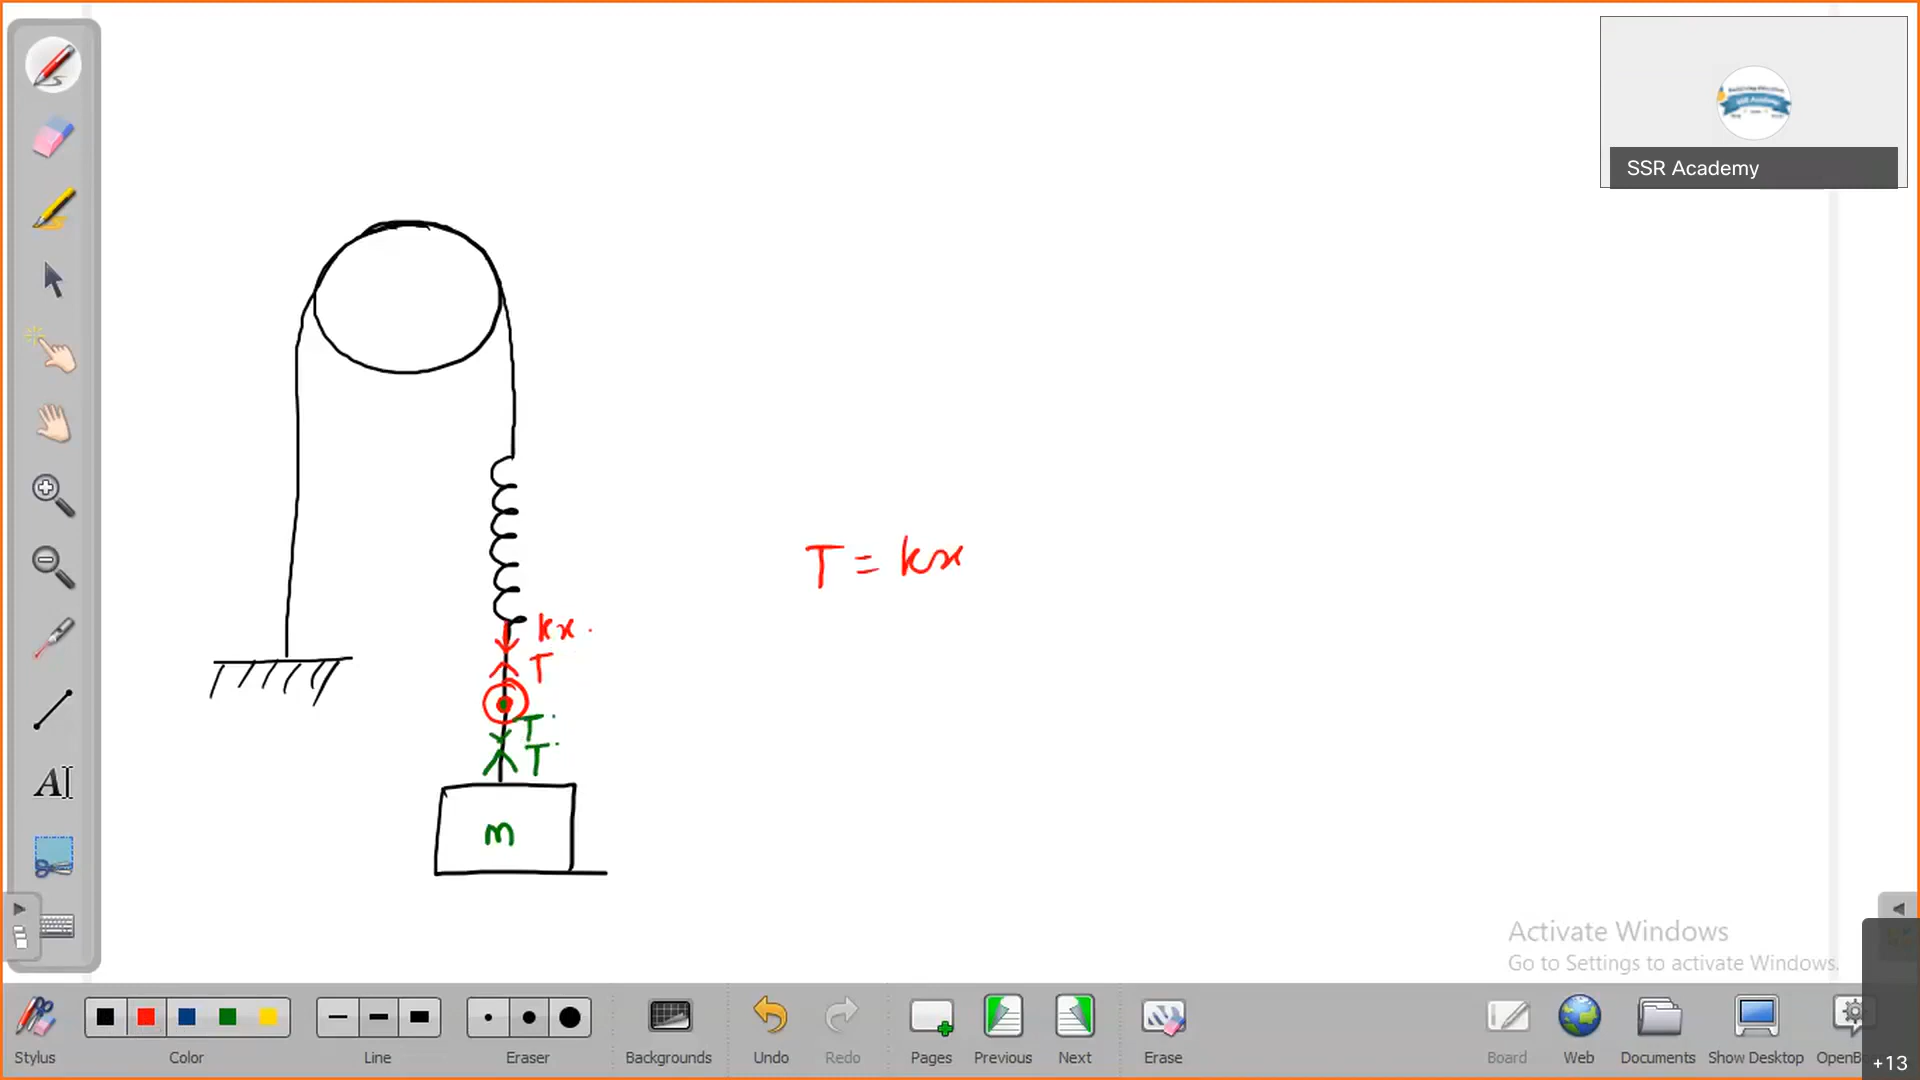 SSR Academy
T = kx
kx.
T
T
T
m
Activate Windows
Go to Settings to activate Windows.
Stylus
Color
Line
Eraser
Backgrounds
Undo
Redo
Pages
Previous
Next
Erase
Board
Web
Documents
Show Desktop
+13